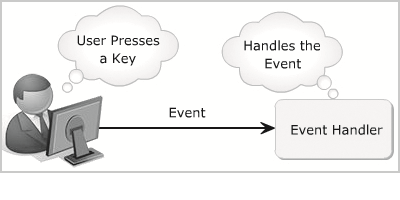 User Presses
a Key
Handles the
Event
Event
Event Handler